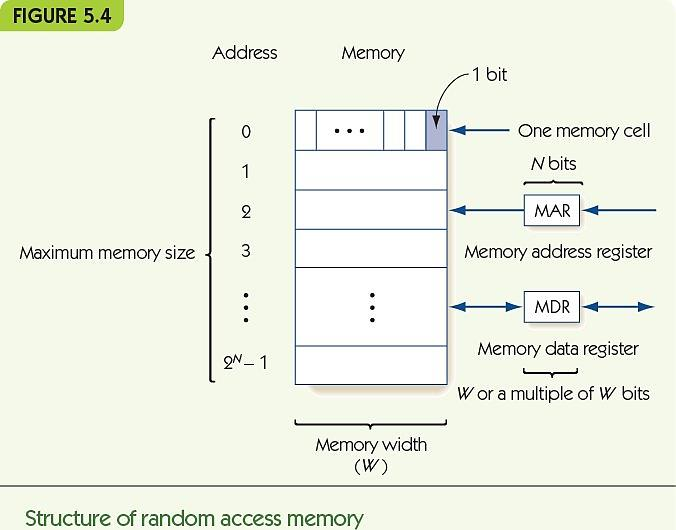 FIGURE 5.4
Address
Memory
1 bit
0
• • •
One memory cell
1
N bits
2
MAR
Maximum memory size
3
Memory address register
⋮
⋮
MDR
Memory data register
2ᴺ – 1
W or a multiple of W bits
Memory width
(W)
Structure of random access memory